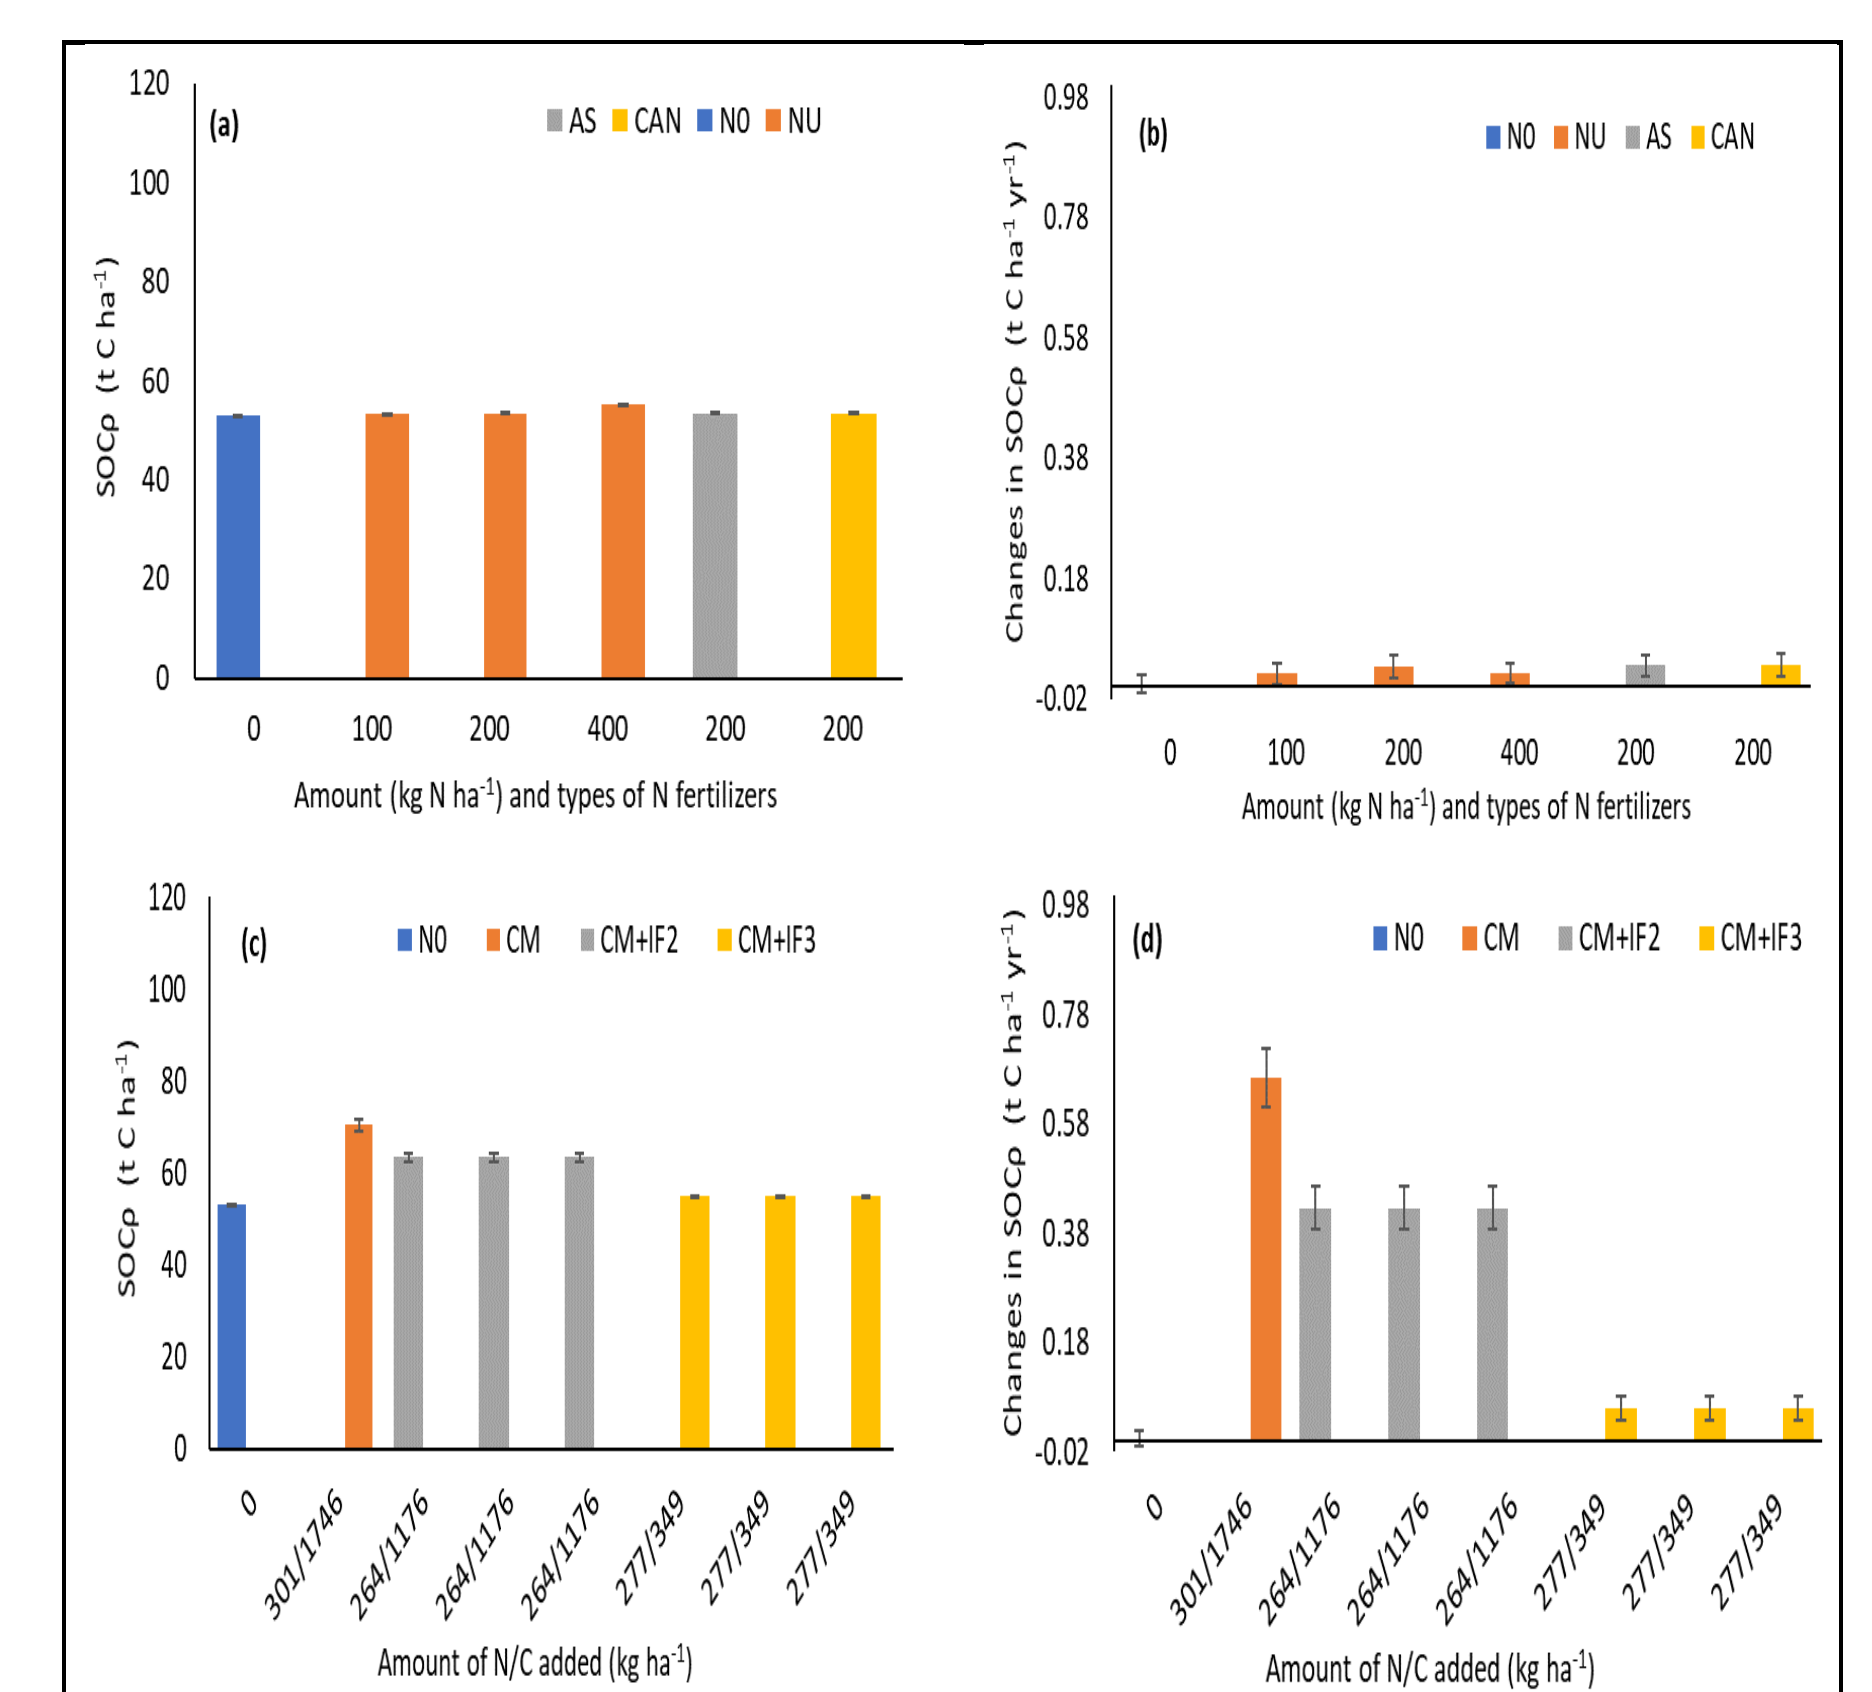 (a)
AS CAN N0 NU
120
100
80
60
40
20
0
SOCρ (t C ha⁻¹)
0 100 200 400 200 200
Amount (kg N ha⁻¹) and types of N fertilizers
(b)
N0 NU AS CAN
0.98
0.78
0.58
0.38
0.18
-0.02
Changes in SOCρ (t C ha⁻¹ yr⁻¹)
0 100 200 400 200 200
Amount (kg N ha⁻¹) and types of N fertilizers
(c)
N0 CM CM+IF2 CM+IF3
120
100
80
60
40
20
0
SOCρ (t C ha⁻¹)
0 301/1746 264/1176 264/1176 264/1176 277/349 277/349 277/349
Amount of N/C added (kg ha⁻¹)
(d)
N0 CM CM+IF2 CM+IF3
0.98
0.78
0.58
0.38
0.18
-0.02
Changes in SOCρ (t C ha⁻¹ yr⁻¹)
0 301/1746 264/1176 264/1176 264/1176 277/349 277/349 277/349
Amount of N/C added (kg ha⁻¹)